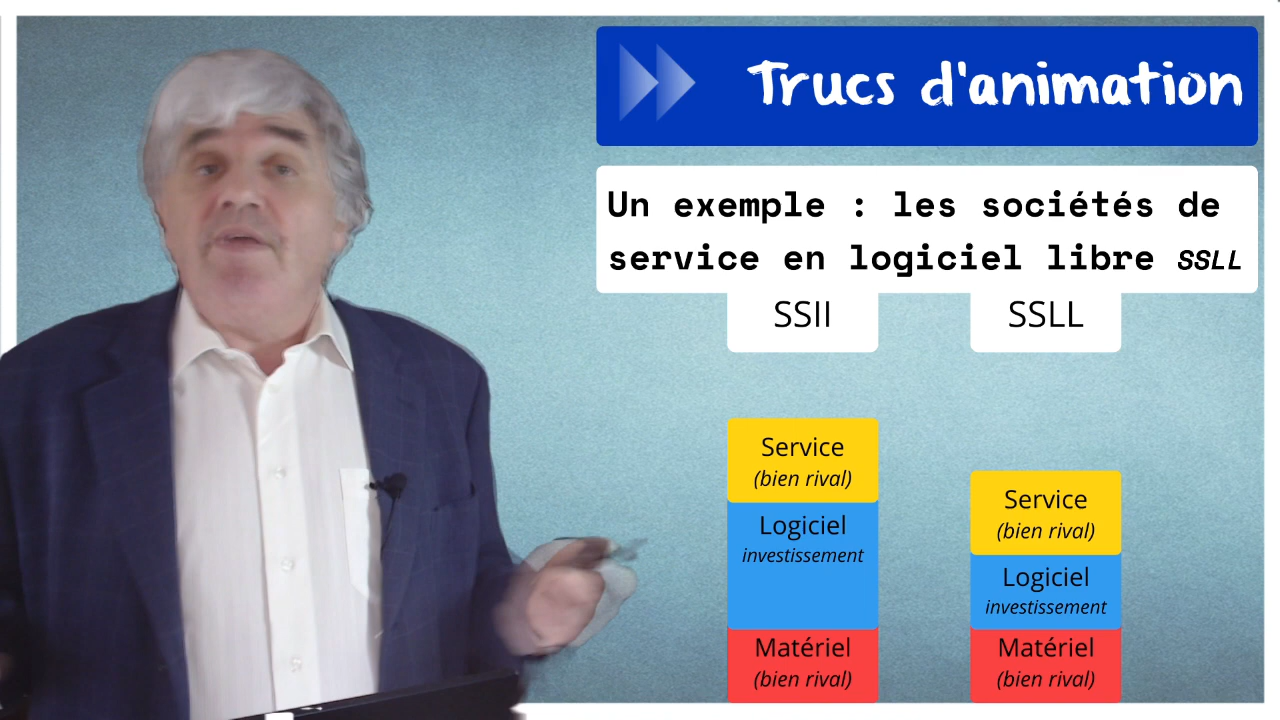 Trucs d'animation
Un exemple : les sociétés de
service en logiciel libre SSLL
SSII
SSLL
Service
(bien rival)
Logiciel
investissement
Matériel
(bien rival)
Service
(bien rival)
Logiciel
investissement
Matériel
(bien rival)